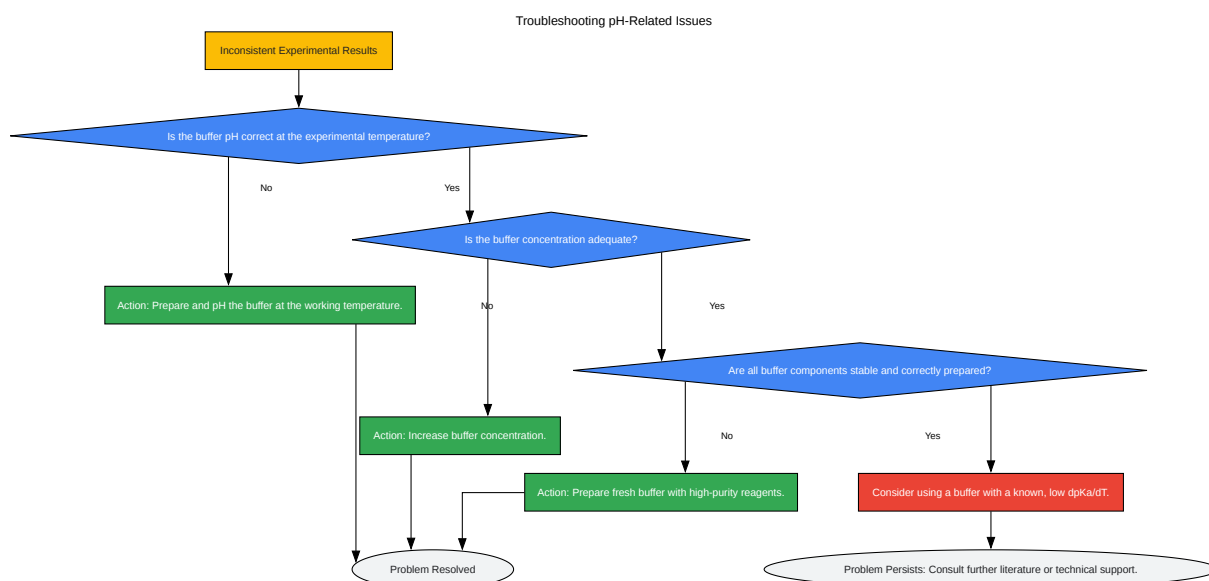 Troubleshooting pH-Related Issues
Inconsistent Experimental Results
Is the buffer pH correct at the experimental temperature?
No
Yes
Is the buffer concentration adequate?
Action: Prepare and pH the buffer at the working temperature.
No
Yes
Are all buffer components stable and correctly prepared?
Action: Increase buffer concentration.
No
Yes
Action: Prepare fresh buffer with high-purity reagents.
Consider using a buffer with a known, low dpKa/dT.
Problem Resolved
Problem Persists: Consult further literature or technical support.